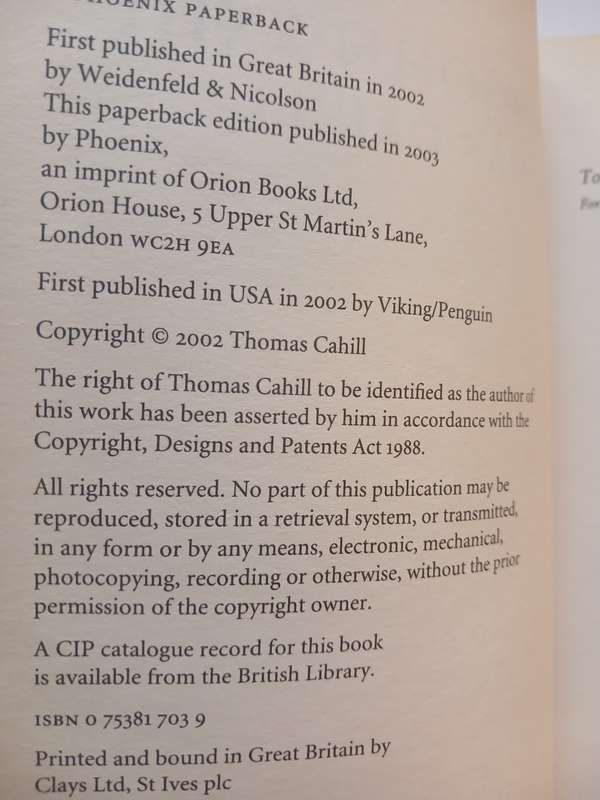 PHOENIX PAPERBACK
First published in Great Britain in 2002
by Weidenfeld & Nicolson
This paperback edition published in 2003
by Phoenix,
an imprint of Orion Books Ltd,
Orion House, 5 Upper St Martin's Lane,
London WC2H 9EA
First published in USA in 2002 by Viking/Penguin
Copyright © 2002 Thomas Cahill
The right of Thomas Cahill to be identified as the author of
this work has been asserted by him in accordance with the
Copyright, Designs and Patents Act 1988.
All rights reserved. No part of this publication may be
reproduced, stored in a retrieval system, or transmitted,
in any form or by any means, electronic, mechanical,
photocopying, recording or otherwise, without the prior
permission of the copyright owner.
A CIP catalogue record for this book
is available from the British Library.
ISBN 0 75381 703 9
Printed and bound in Great Britain by
Clays Ltd, St Ives plc
To